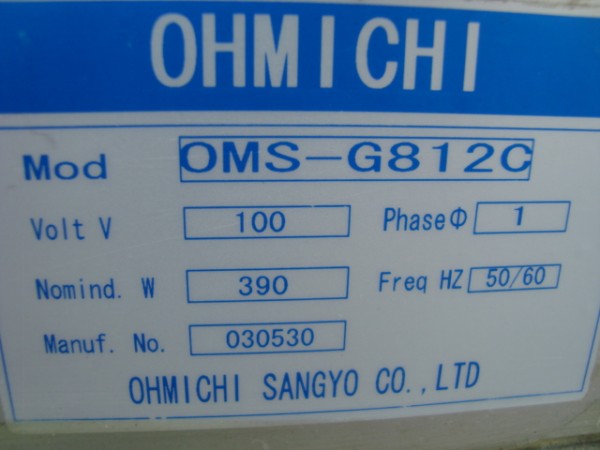 OHMICHI
Mod OMS-G812C
Volt V 100 Phase Φ 1
Nomind. W 390 Freq HZ 50/60
Manuf. No. 030530
OHMICHI SANGYO CO.,LTD